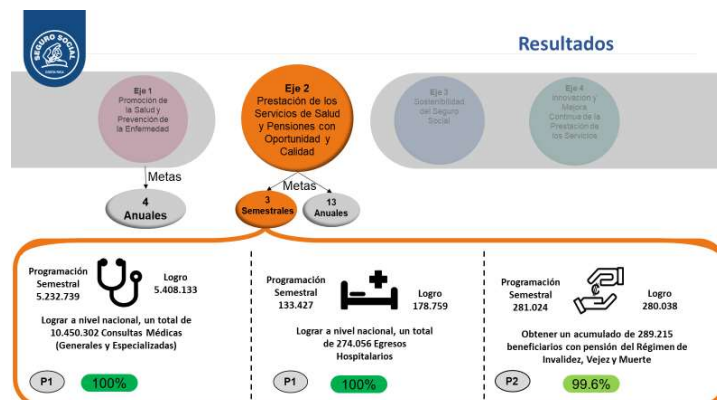 SEGURO SOCIAL
COSTA RICA
Resultados
Eje 1
Promoción de
la Salud y
Prevención de
la Enfermedad
Eje 2
Prestación de los
Servicios de Salud
y Pensiones con
Oportunidad y
Calidad
Eje 3
Sostenibilidad
del Seguro
Social
Eje 4
Innovación y
Mejora
Continua de la
Prestación de
los Servicios
Metas
Metas
4
Anuales
3
Semestrales
13
Anuales
Programación
Semestral
5.232.739
Logro
5.408.133
Lograr a nivel nacional, un total de
10.450.302 Consultas Médicas
(Generales y Especializadas)
P1
100%
Programación
Semestral
133.427
Logro
178.759
Lograr a nivel nacional, un total
de 274.056 Egresos
Hospitalarios
P1
100%
Programación
Semestral
281.024
Logro
280.038
Obtener un acumulado de 289.215
beneficiarios con pensión del Régimen de
Invalidez, Vejez y Muerte
P2
99.6%